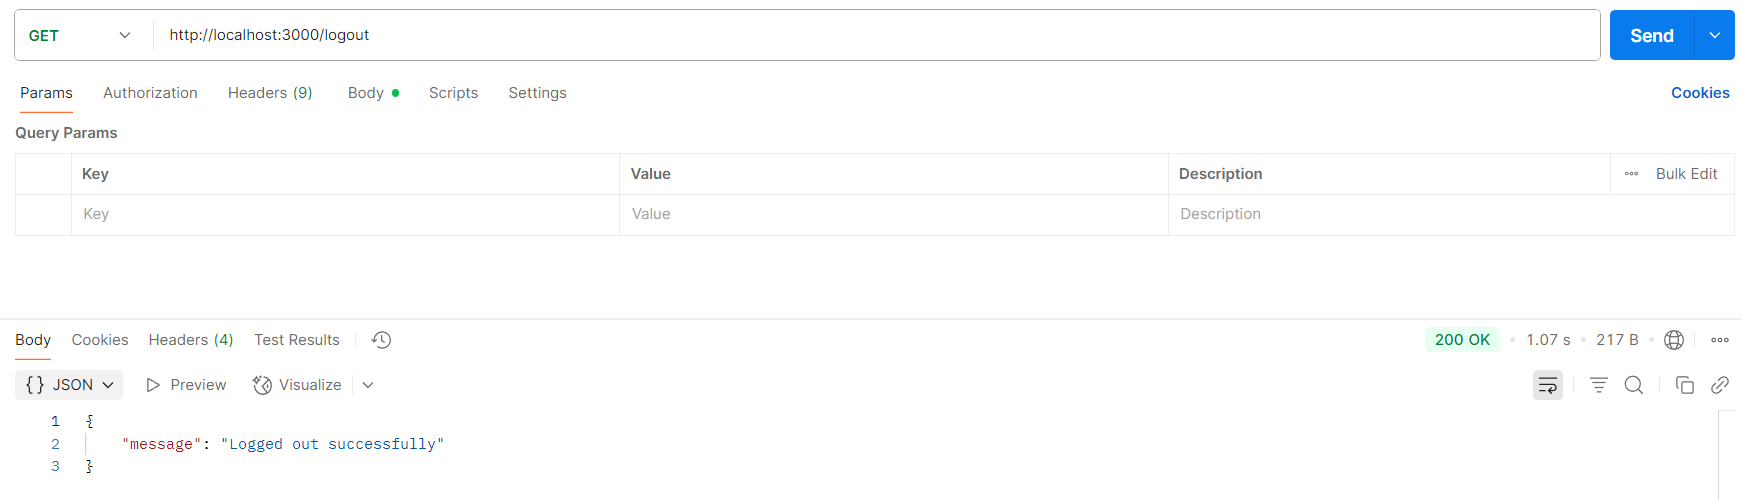 GET http://localhost:3000/logout Send
Params Authorization Headers (9) Body Scripts Settings Cookies
Query Params
Key Value Description Bulk Edit
Key Value Description
Body Cookies Headers (4) Test Results 200 OK 1.07 s 217 B
{} JSON Preview Visualize
1 {
2 "message": "Logged out successfully"
3 }